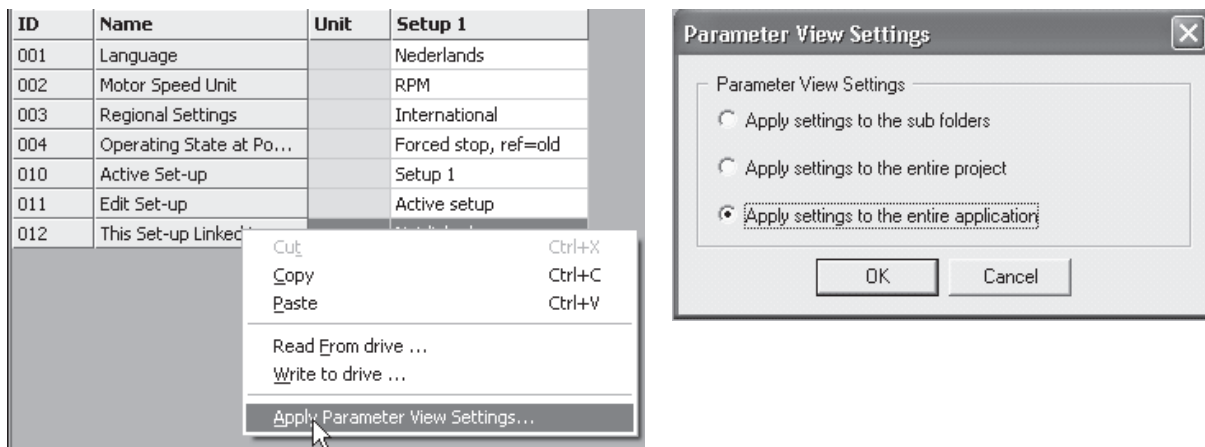 ID Name Unit Setup 1
001 Language Nederlands
002 Motor Speed Unit RPM
003 Regional Settings International
004 Operating State at Po... Forced stop, ref=old
010 Active Set-up Setup 1
011 Edit Set-up Active setup
012 This Set-up Linked
Cut Ctrl+X
Copy Ctrl+C
Paste Ctrl+V
Read From drive ...
Write to drive ...
Apply Parameter View Settings...
Parameter View Settings
Parameter View Settings
Apply settings to the sub folders
Apply settings to the entire project
Apply settings to the entire application
OK Cancel